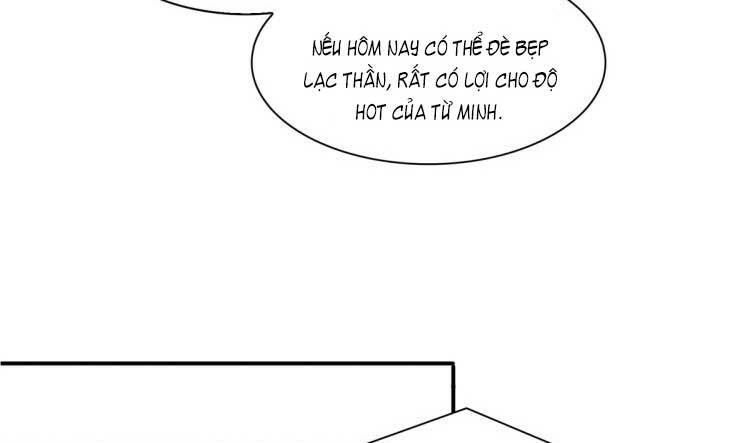 NẾU HÔM NAY CÓ THỂ ĐÈ BẸP
LẠC THẦN, RẤT CÓ LỢI CHO ĐỘ
HOT CỦA TỪ MINH.